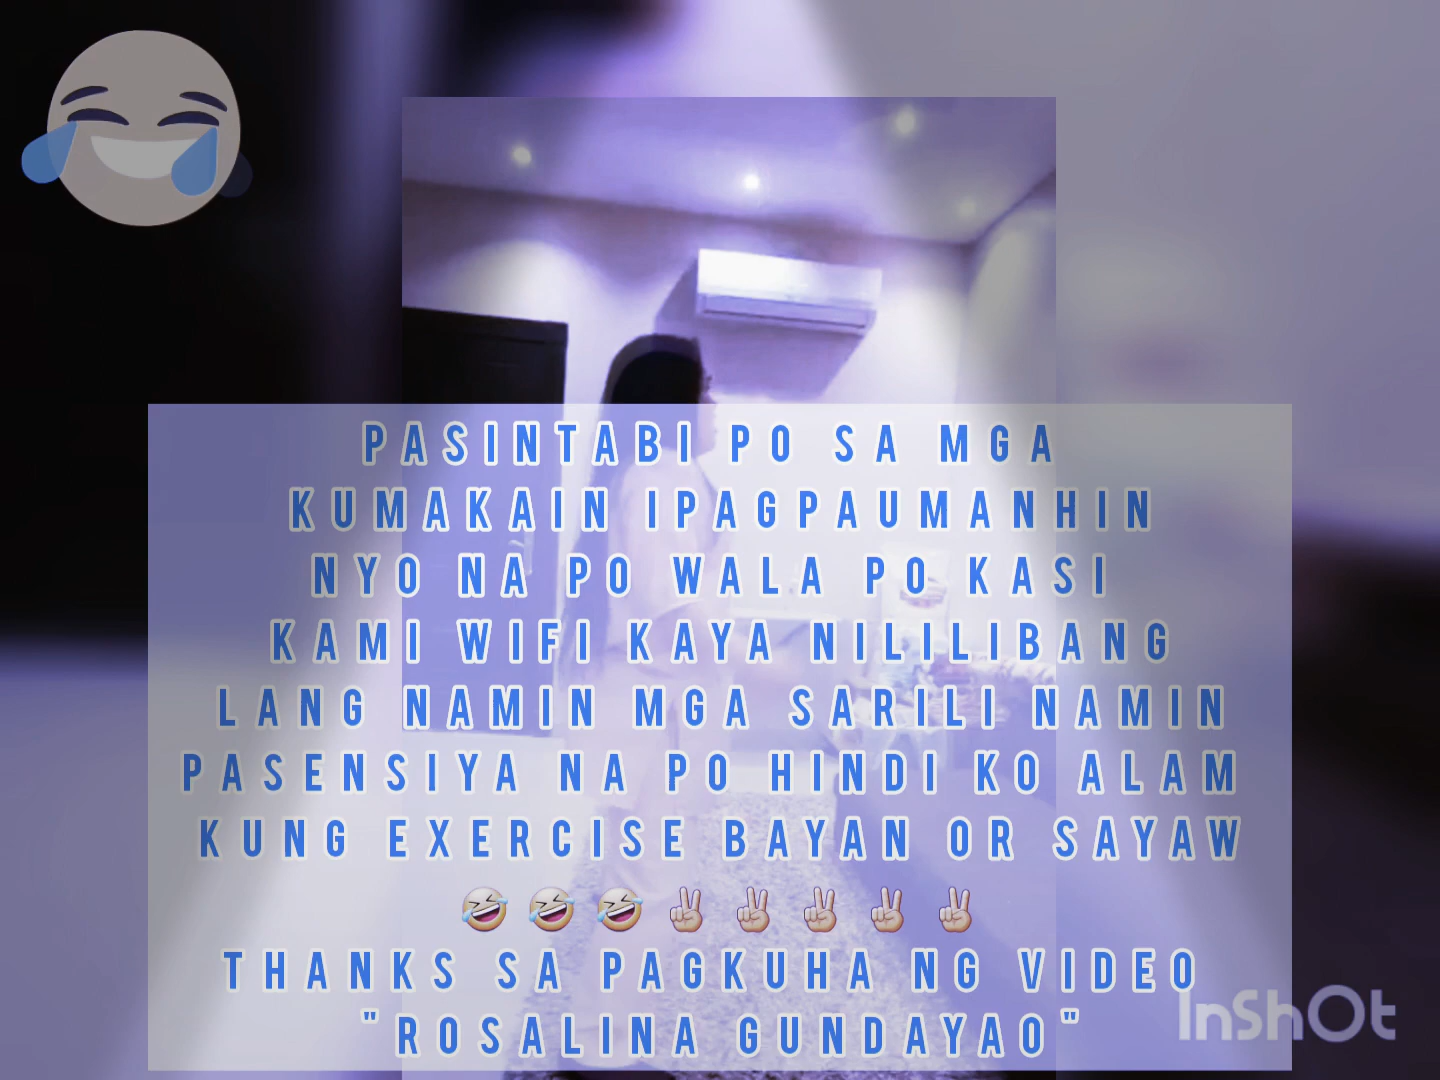 PASINTABI PO SA MGA
KUMAKAIN IPAGPAUMANHIN
NYO NA PO WALA PO KASI
KAMI WIFI KAYA NILILIBANG
LANG NAMIN MGA SARILI NAMIN
PASENSIYA NA PO HINDI KO ALAM
KUNG EXERCISE BAYAN OR SAYAW
🤣🤣🤣✌✌✌✌✌
THANKS SA PAGKUHA NG VIDEO
"ROSALINA GUNDAYAO"
InShOt